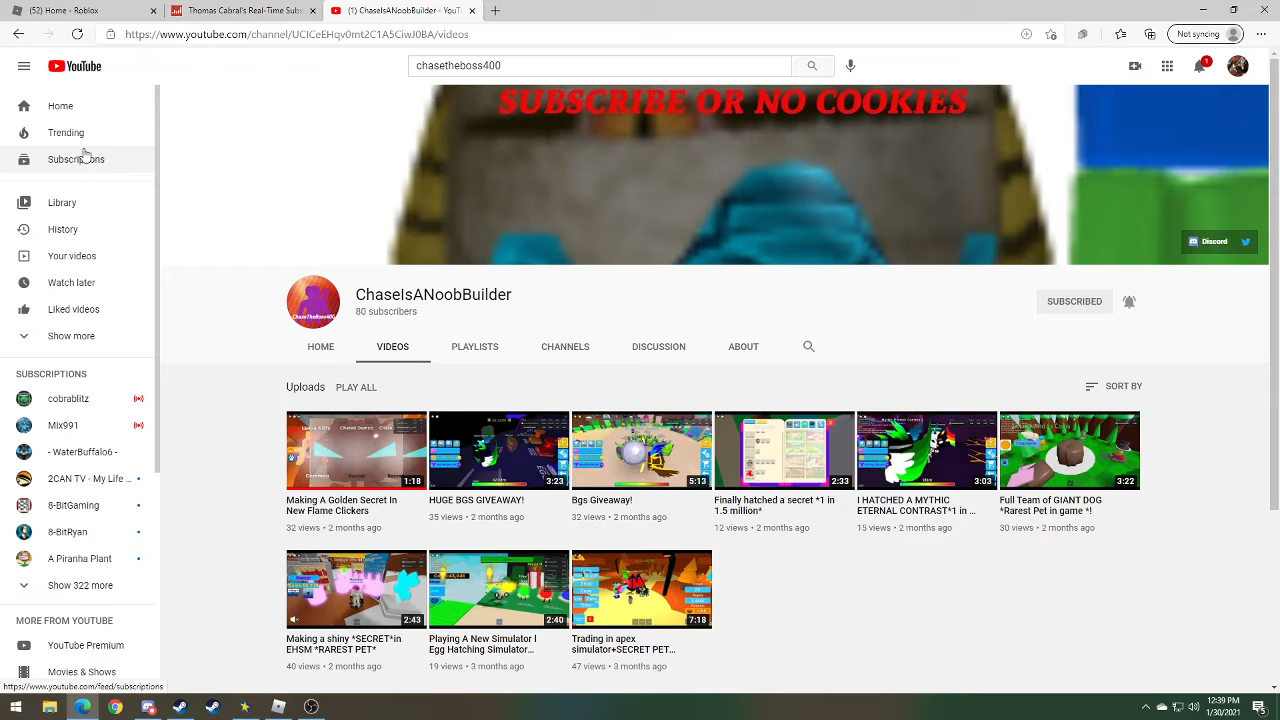 (52) Home - Roblox
Thomas Cabral's Tired Subscribe
ChaseIsANoobBuilder - YouTube
https://www.youtube.com/channel/UCICeEHqv0mt2C1A5CiwJ0BA/videos
Not syncing
YouTube
chasetheboss400
1
SUBSCRIBE OR NO COOKIES
Home
Trending
Subscriptions
Library
History
Your videos
Watch later
Liked videos
Show more
SUBSCRIPTIONS
cobrablitz
Mix991
- WaterBuffalo6 -
2CAN TV - My Life ...
8-BitGaming
8-BitRyan
A Piranha Plant
Show 322 more
MORE FROM YOUTUBE
YouTube Premium
Movies & Shows
https://www.youtube.com/feed/subscriptions
Discord
ChaseTheBoss400
ChaseIsANoobBuilder
80 subscribers
SUBSCRIBED
HOME
VIDEOS
PLAYLISTS
CHANNELS
DISCUSSION
ABOUT
Uploads
PLAY ALL
SORT BY
1:18
Making A Golden Secret In
New Flame Clickers
32 views • 2 months ago
3:23
HUGE BGS GIVEAWAY!
35 views • 2 months ago
5:13
Bgs Giveaway!
32 views • 2 months ago
2:33
Finally hatched a secret *1 in
1.5 million*
12 views • 2 months ago
3:03
I HATCHED A MYTHIC
ETERNAL CONTRAST*1 in ...
15 views • 2 months ago
3:22
Full Team of GIANT DOG
*Rarest Pet in game *!
30 views • 2 months ago
2:43
Making a shiny *SECRET*in
EHSM *RAREST PET*
40 views • 2 months ago
2:40
Playing A New Simulator l
Egg Hatching Simulator...
19 views • 3 months ago
7:18
Trading in apex
simulator+SECRET PET...
47 views • 3 months ago
12:39 PM
1/30/2021